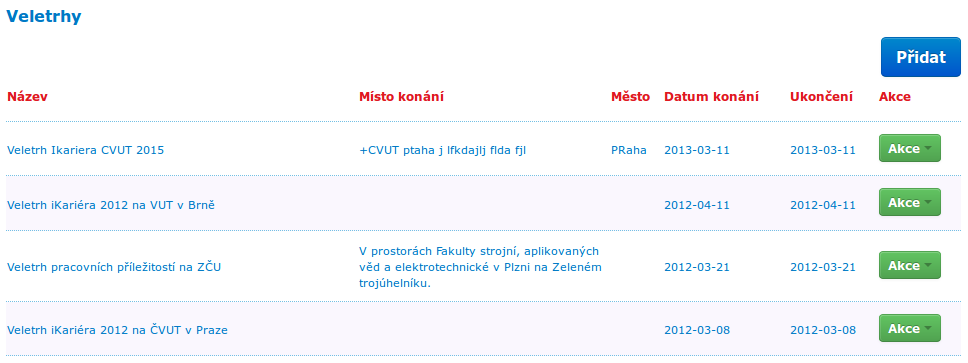 Veletrhy
Přidat
Název Místo konání Město Datum konání Ukončení Akce
Veletrh Ikariera CVUT 2015 +CVUT ptaha j lfkdajlj flda fjl PRaha 2013-03-11 2013-03-11 Akce
Veletrh iKariéra 2012 na VUT v Brně 2012-04-11 2012-04-11 Akce
V prostorách Fakulty strojní, aplikovaných
Veletrh pracovních příležitostí na ZČU věd a elektrotechnické v Plzni na Zeleném 2012-03-21 2012-03-21 Akce
trojúhelníku.
Veletrh iKariéra 2012 na ČVUT v Praze 2012-03-08 2012-03-08 Akce